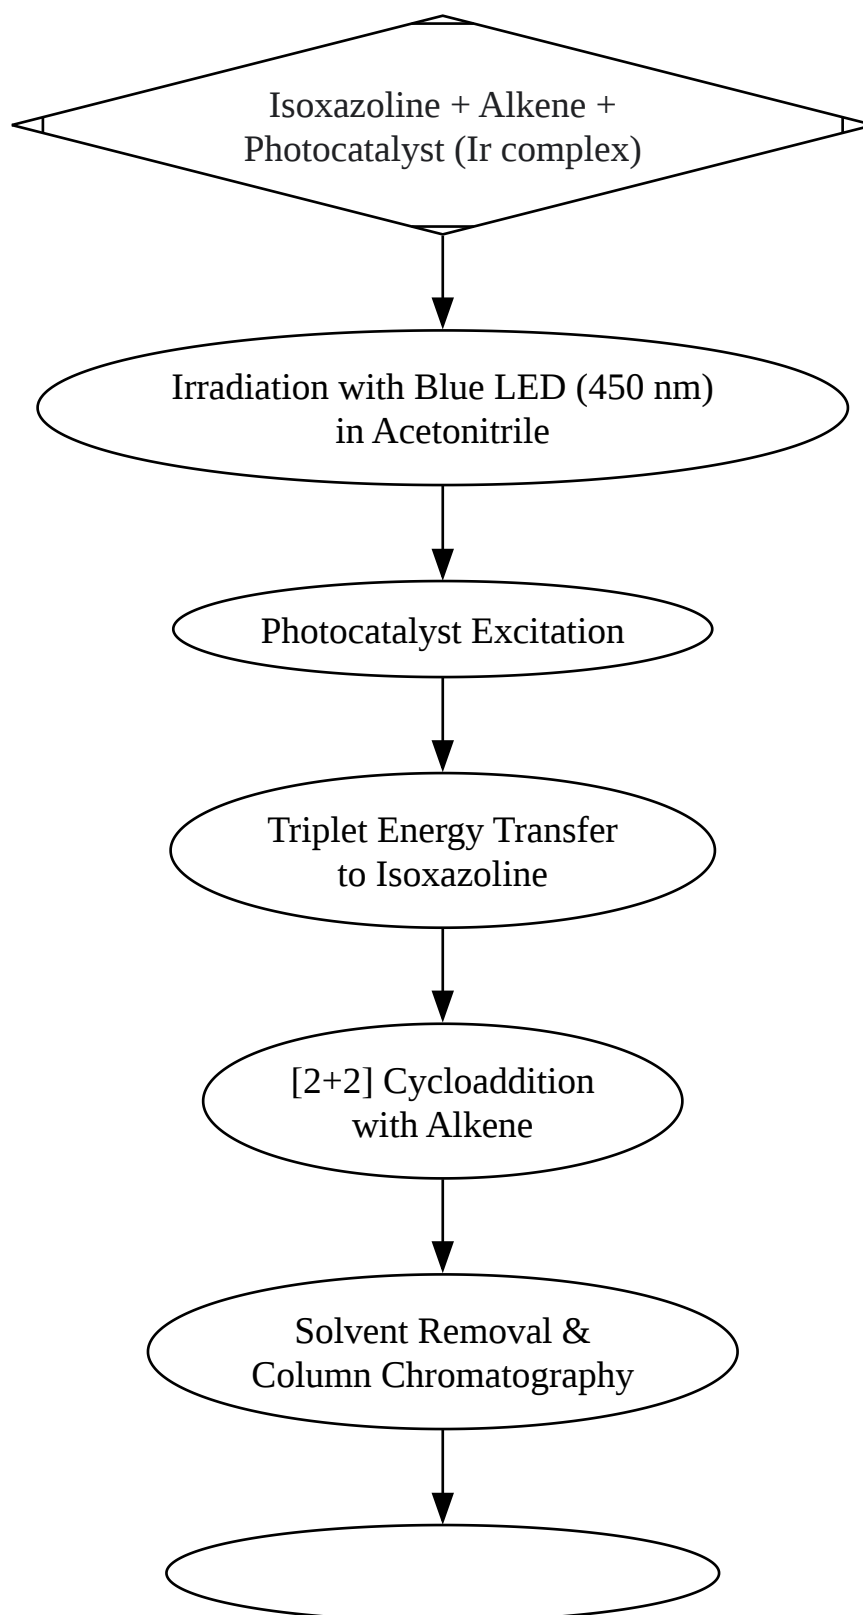 Isoxazoline + Alkene +
Photocatalyst (Ir complex)
Irradiation with Blue LED (450 nm)
in Acetonitrile
Photocatalyst Excitation
Triplet Energy Transfer
to Isoxazoline
[2+2] Cycloaddition
with Alkene
Solvent Removal &
Column Chromatography